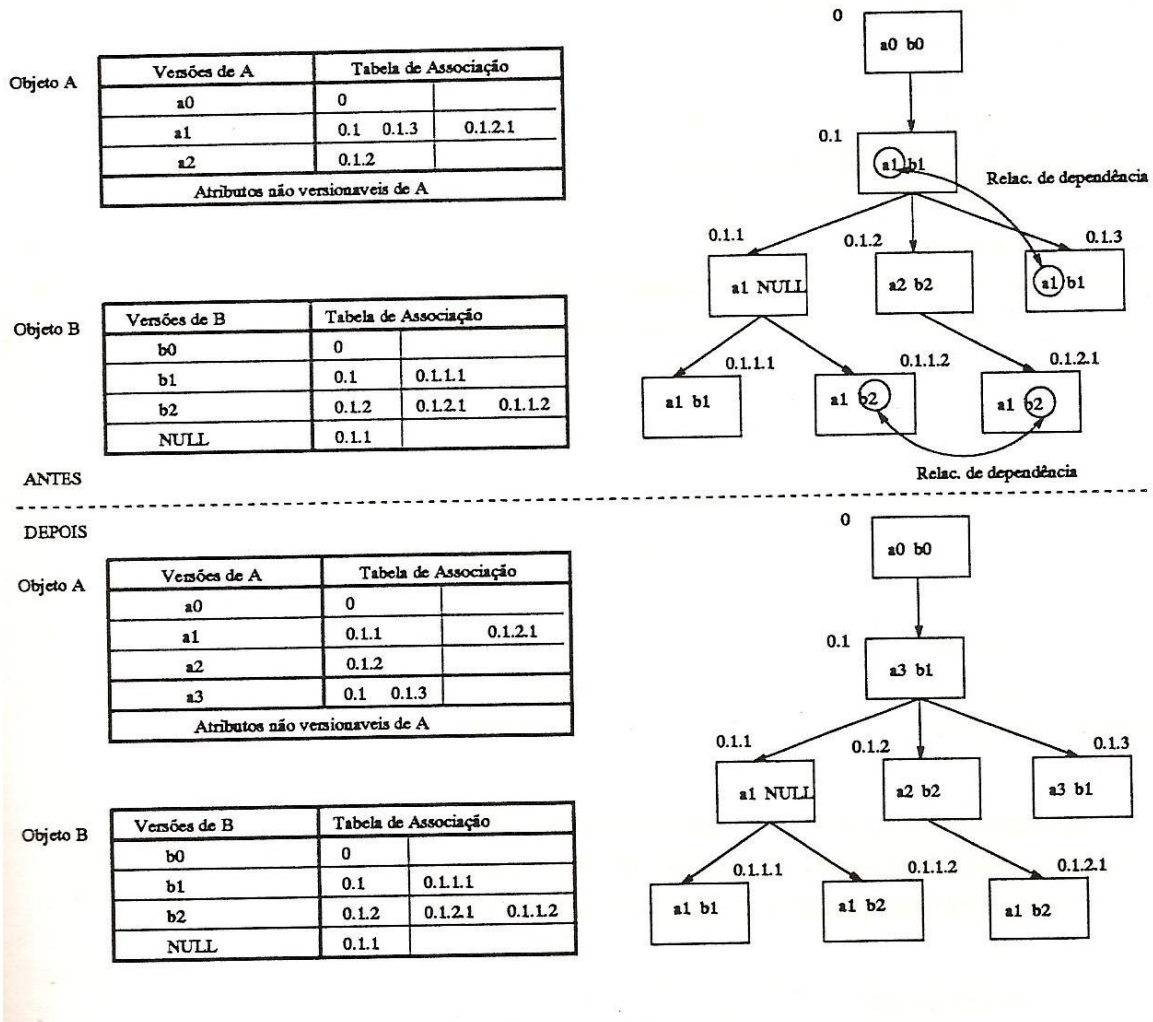 Objeto A
Versões de A Tabela de Associação
a0 0
a1 0.1 0.1.3 0.1.2.1
a2 0.1.2
Atributos não versionaveis de A
Objeto B
Versões de B Tabela de Associação
b0 0
b1 0.1 0.1.1.1
b2 0.1.2 0.1.2.1 0.1.1.2
NULL 0.1.1
ANTES
0
a0 b0
0.1
a1 b1
Relac. de dependência
0.1.1 0.1.2 0.1.3
a1 NULL a2 b2 a1 b1
0.1.1.1 0.1.1.2 0.1.2.1
a1 b1 a1 b2 a1 b2
Relac. de dependência
DEPOIS
Objeto A
Versões de A Tabela de Associação
a0 0
a1 0.1.1 0.1.2.1
a2 0.1.2
a3 0.1 0.1.3
Atributos não versionaveis de A
Objeto B
Versões de B Tabela de Associação
b0 0
b1 0.1 0.1.1.1
b2 0.1.2 0.1.2.1 0.1.1.2
NULL 0.1.1
0
a0 b0
0.1
a3 b1
0.1.1 0.1.2 0.1.3
a1 NULL a2 b2 a3 b1
0.1.1.1 0.1.1.2 0.1.2.1
a1 b1 a1 b2 a1 b2